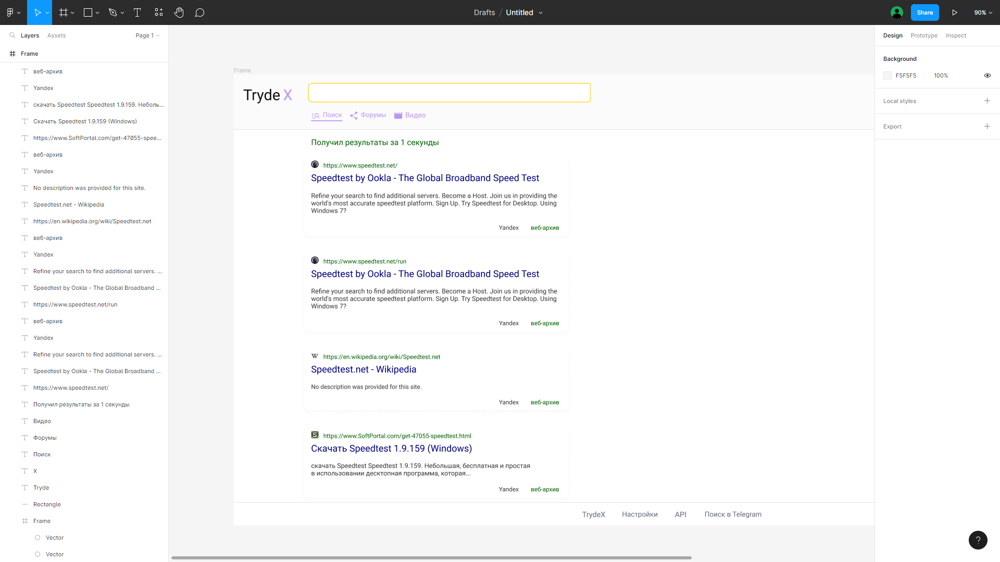 Drafts / Untitled
Share
90%
Layers
Assets
Page 1
Frame
веб-архив
Yandex
скачать Speedtest Speedtest 1.9.159. Неболь...
Скачать Speedtest 1.9.159 (Windows)
https://www.SoftPortal.com/get-47055-spee...
веб-архив
Yandex
No description was provided for this site.
Speedtest.net - Wikipedia
https://en.wikipedia.org/wiki/Speedtest.net
веб-архив
Yandex
Refine your search to find additional servers. ...
Speedtest by Ookla - The Global Broadband ...
https://www.speedtest.net/run
веб-архив
Yandex
Refine your search to find additional servers. ...
Speedtest by Ookla - The Global Broadband ...
https://www.speedtest.net/
Получил результаты за 1 секунды
Видео
Форумы
Поиск
X
Tryde
Rectangle
Frame
Vector
Vector
Frame
Tryde X
Поиск
Форумы
Видео
Получил результаты за 1 секунды
https://www.speedtest.net/
Speedtest by Ookla - The Global Broadband Speed Test
Refine your search to find additional servers. Become a Host. Join us in providing the
world's most accurate speedtest platform. Sign Up. Try Speedtest for Desktop. Using
Windows 7?
Yandex
веб-архив
https://www.speedtest.net/run
Speedtest by Ookla - The Global Broadband Speed Test
Refine your search to find additional servers. Become a Host. Join us in providing the
world's most accurate speedtest platform. Sign Up. Try Speedtest for Desktop. Using
Windows 7?
Yandex
веб-архив
W
https://en.wikipedia.org/wiki/Speedtest.net
Speedtest.net - Wikipedia
No description was provided for this site.
Yandex
веб-архив
S
https://www.SoftPortal.com/get-47055-speedtest.html
Скачать Speedtest 1.9.159 (Windows)
скачать Speedtest Speedtest 1.9.159. Небольшая, бесплатная и простая
в использовании десктопная программа, которая...
Yandex
веб-архив
TrydeX
Настройки
API
Поиск в Telegram
Design
Prototype
Inspect
Background
F5F5F5
100%
Local styles
Export
?